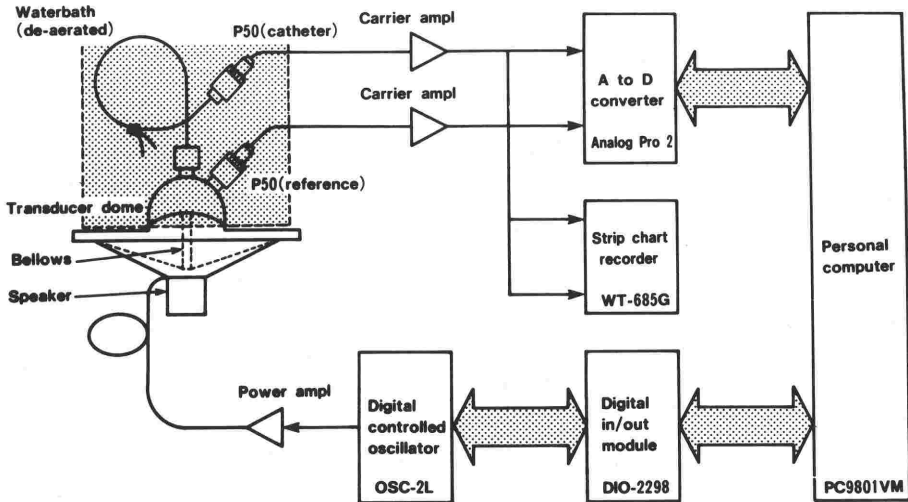 Waterbath
(de-aerated)
P50(catheter)
Carrier ampl
A to D
converter
Analog Pro 2
Carrier ampl
P50(reference)
Transducer dome
Bellows
Speaker
Strip chart
recorder
WT-685G
Personal
computer
Power ampl
Digital
controlled
oscillator
OSC-2L
Digital
in/out
module
DIO-2298
PC9801VM